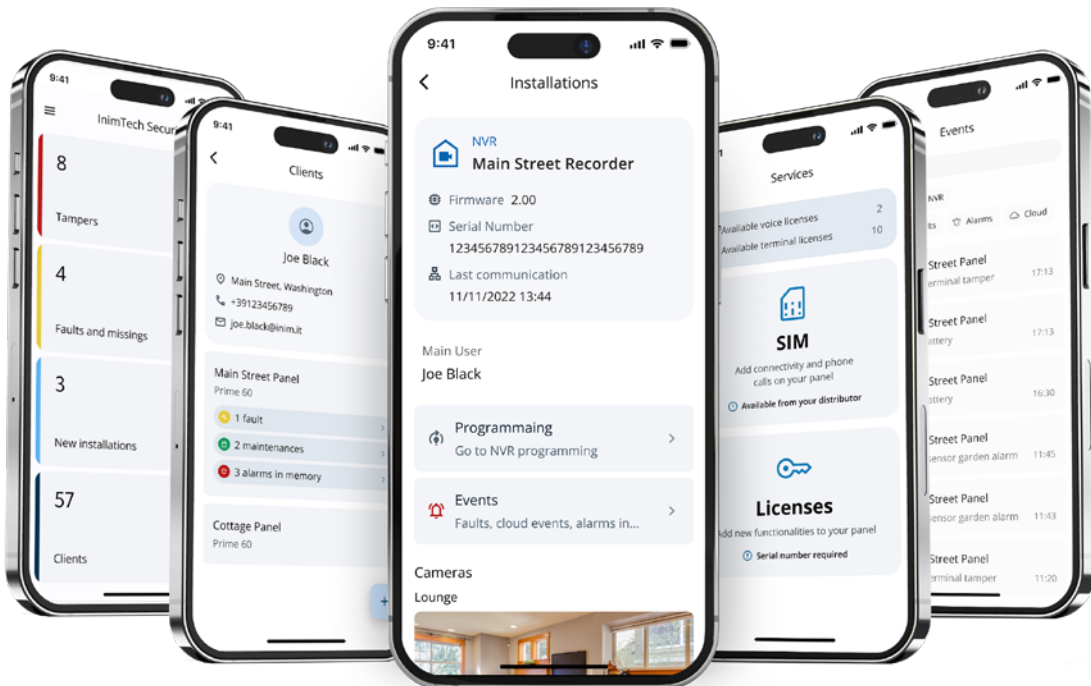 9:41
InimTech Secur
8
Tampers
4
Faults and missings
3
New installations
57
Clients
9:41
Clients
Joe Black
Main Street, Washington
+39123456789
joe.black@inim.it
Main Street Panel
Prime 60
1 fault
2 maintenances
3 alarms in memory
Cottage Panel
Prime 60
+
9:41
Installations
NVR
Main Street Recorder
Firmware 2.00
Serial Number
123456789123456789123456789
Last communication
11/11/2022 13:44
Main User
Joe Black
Programmaing
Go to NVR programming
Events
Faults, cloud events, alarms in...
Cameras
Lounge
Services
Available voice licenses 2
Available terminal licenses 10
SIM
Add connectivity and phone
calls on your panel
Available from your distributor
Licenses
Add new functionalities to your panel
Serial number required
Events
NVR
Alarms Cloud
Street Panel
terminal tamper 17:13
Street Panel
battery 17:13
Street Panel
battery 16:30
Street Panel
sensor garden alarm 11:45
Street Panel
sensor garden alarm 11:43
Street Panel
terminal tamper 11:20